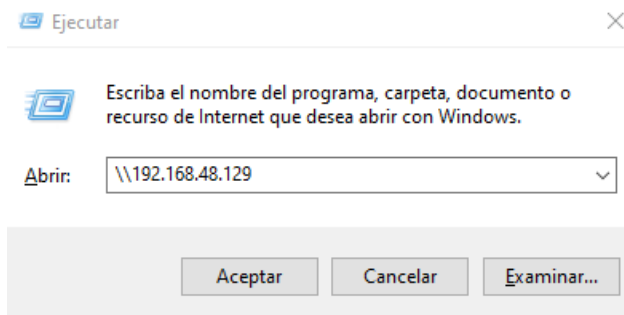 Ejecutar
Escriba el nombre del programa, carpeta, documento o
recurso de Internet que desea abrir con Windows.
Abrir: \\192.168.48.129
Aceptar Cancelar Examinar...